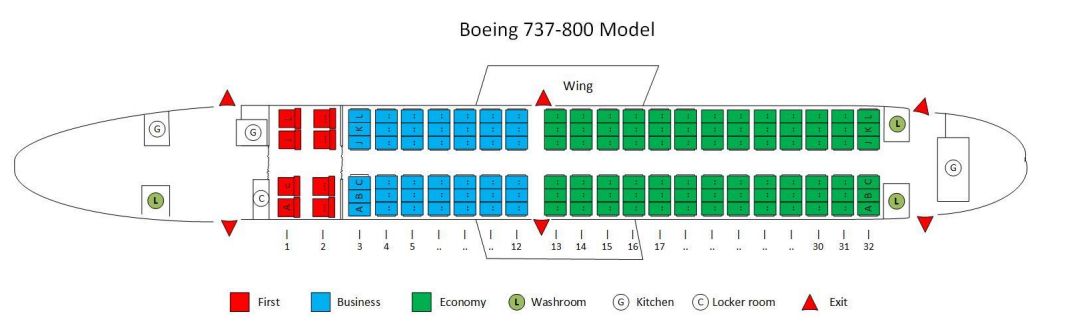 Boeing 737-800 Model
Wing
G
G
L K J
L K J
L
L
C
A
C B A
C B A
L
G
L
1 2 3 4 5 .. .. .. 12 13 14 15 16 17 .. .. .. .. .. 30 31 32
First Business Economy L Washroom G Kitchen C Locker room Exit